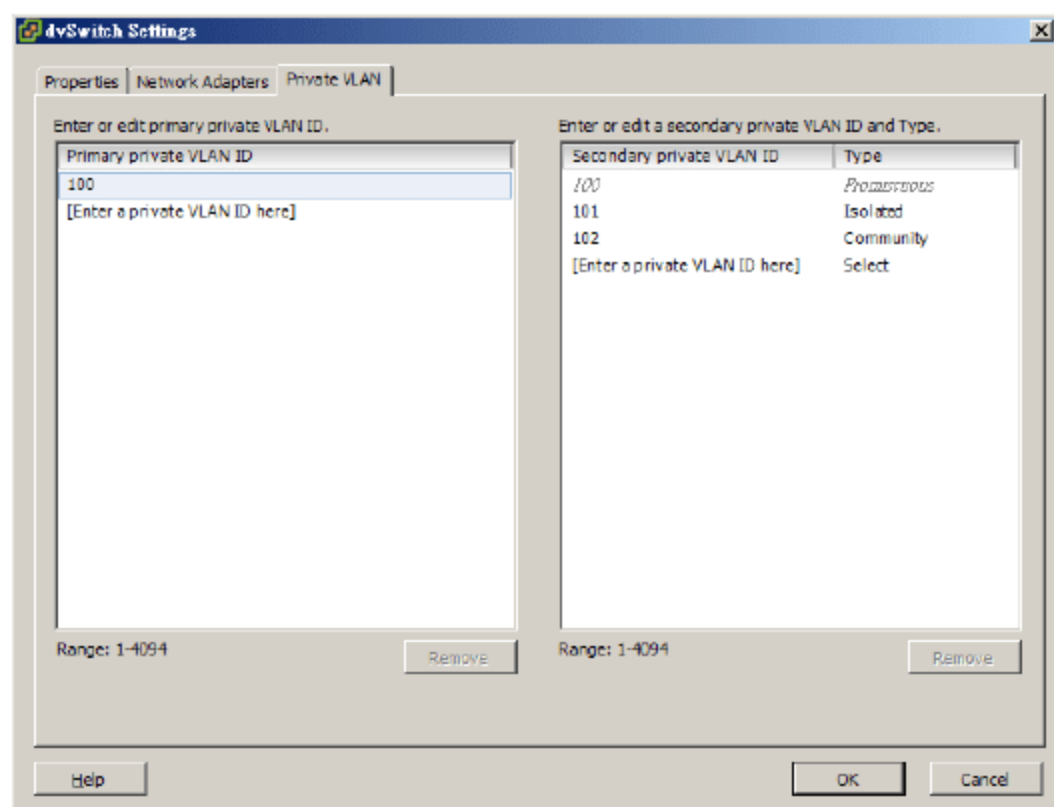 dvSwitch Settings
Properties Network Adapters Private VLAN
Enter or edit primary private VLAN ID.
Primary private VLAN ID
100
[Enter a private VLAN ID here]
Range: 1-4094
Remove
Enter or edit a secondary private VLAN ID and Type.
Secondary private VLAN ID Type
100 Promiscuous
101 Isolated
102 Community
[Enter a private VLAN ID here] Select
Range: 1-4094
Remove
Help OK Cancel